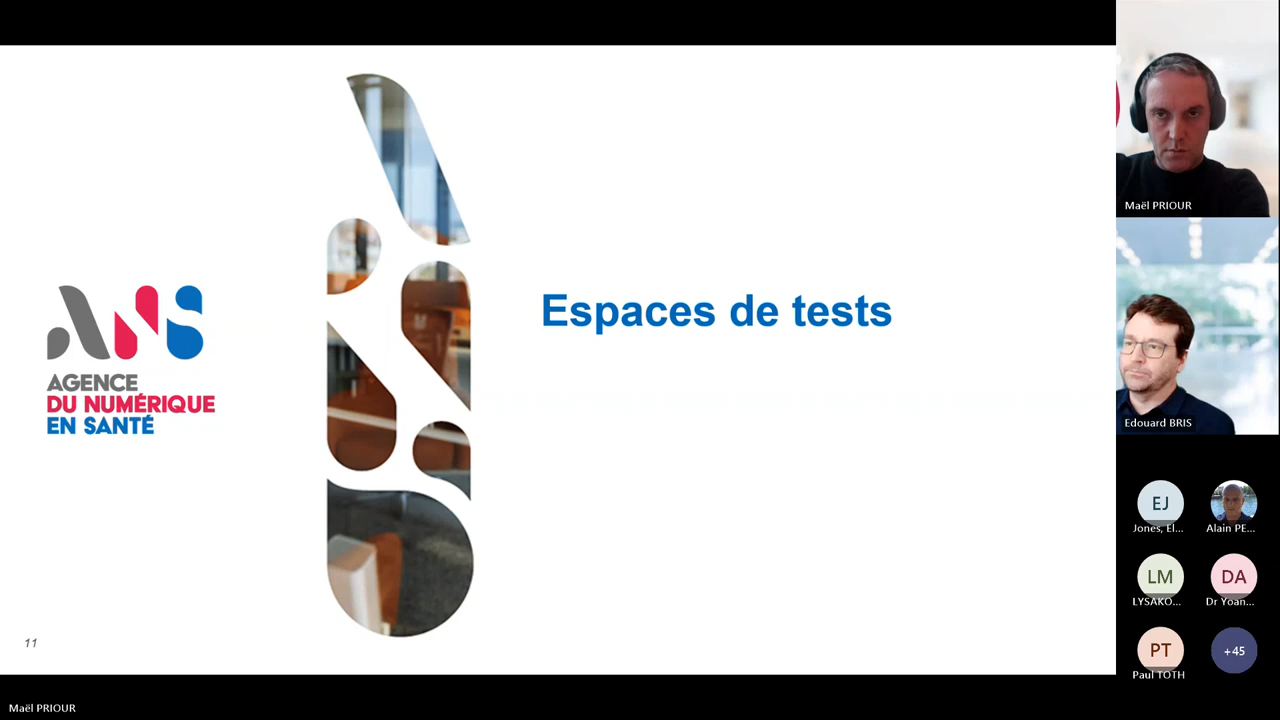 ANS
AGENCE
DU NUMÉRIQUE
EN SANTÉ
Espaces de tests
11
Maël PRIOUR
Maël PRIOUR
Edouard BRIS
EJ
Jones, El...
Alain PE...
LM
LYSAKO...
DA
Dr Yoan...
PT
Paul TOTH
+45